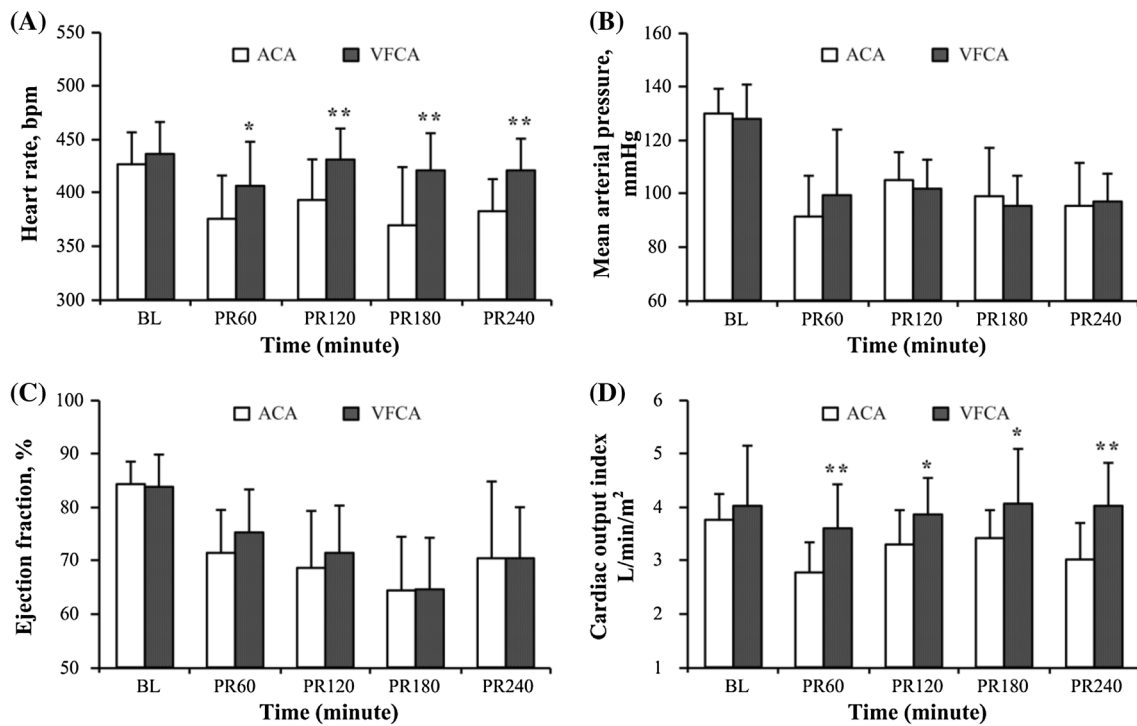 (A)
550
500
450
400
350
300
Heart rate, bpm
ACA VFCA
* ** ** **
BL PR60 PR120 PR180 PR240
Time (minute)
(B)
160
140
120
100
80
60
Mean arterial pressure,
mmHg
ACA VFCA
BL PR60 PR120 PR180 PR240
Time (minute)
(C)
100
90
80
70
60
50
Ejection fraction, %
ACA VFCA
BL PR60 PR120 PR180 PR240
Time (minute)
(D)
6
5
4
3
2
1
Cardiac output index
L/min/m²
ACA VFCA
** * * **
BL PR60 PR120 PR180 PR240
Time (minute)